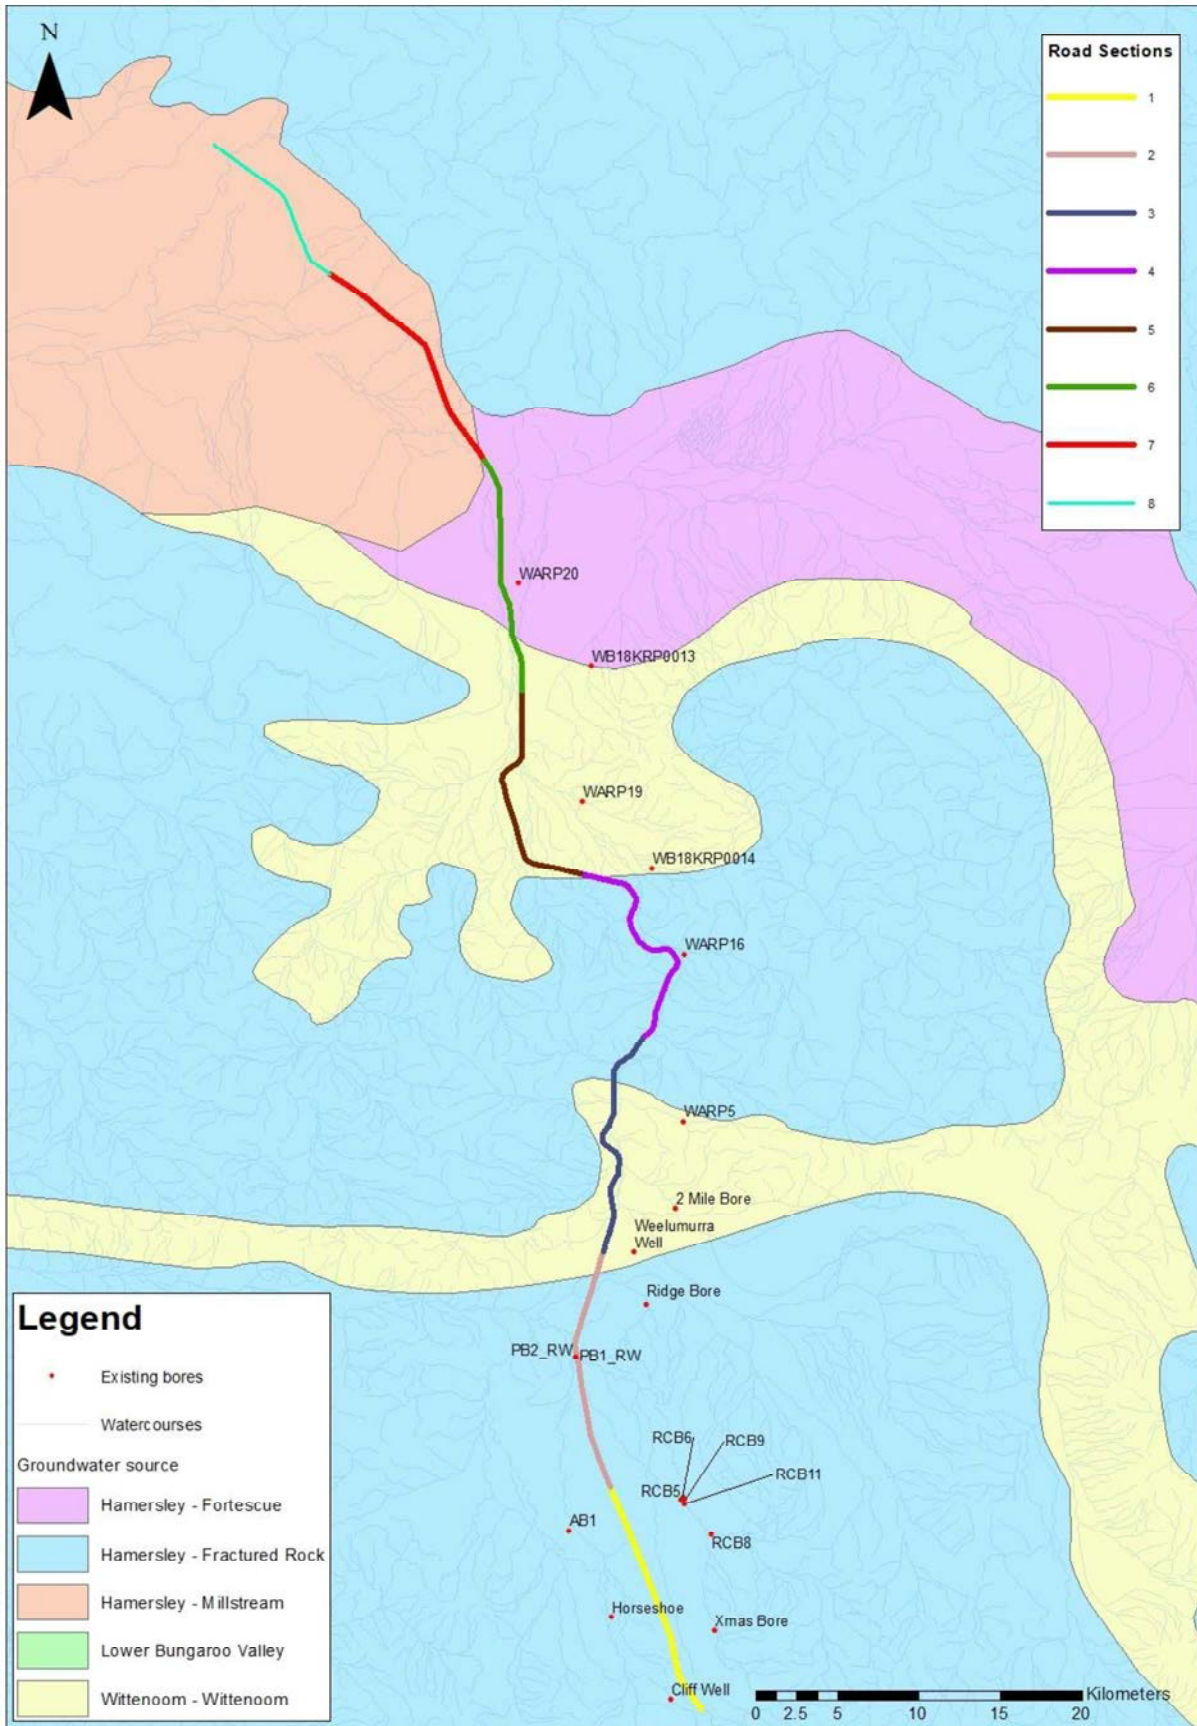 N
Road Sections
1
2
3
4
5
6
7
8
WARP20
WB18KRP0013
WARP19
WB18KRP0014
WARP16
WARP5
2 Mile Bore
Weelumurra
Well
Ridge Bore
PB2_RW
PB1_RW
RCB6
RCB9
RCB11
RCB5
AB1
RCB8
Horseshoe
Xmas Bore
Cliff Well
Legend
Existing bores
Watercourses
Groundwater source
Hamersley - Fortescue
Hamersley - Fractured Rock
Hamersley - Millstream
Lower Bungaroo Valley
Wittenoom - Wittenoom
Kilometers
0 2.5 5 10 15 20